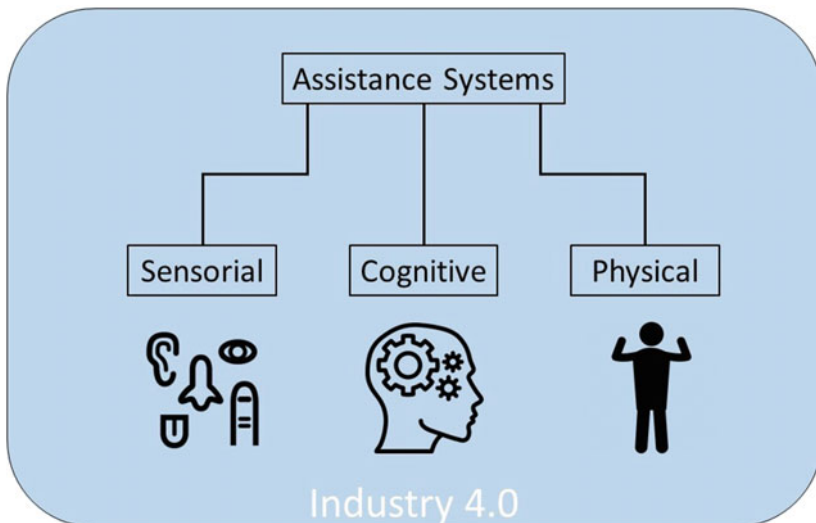 Assistance Systems
Sensorial
Cognitive
Physical
Industry 4.0